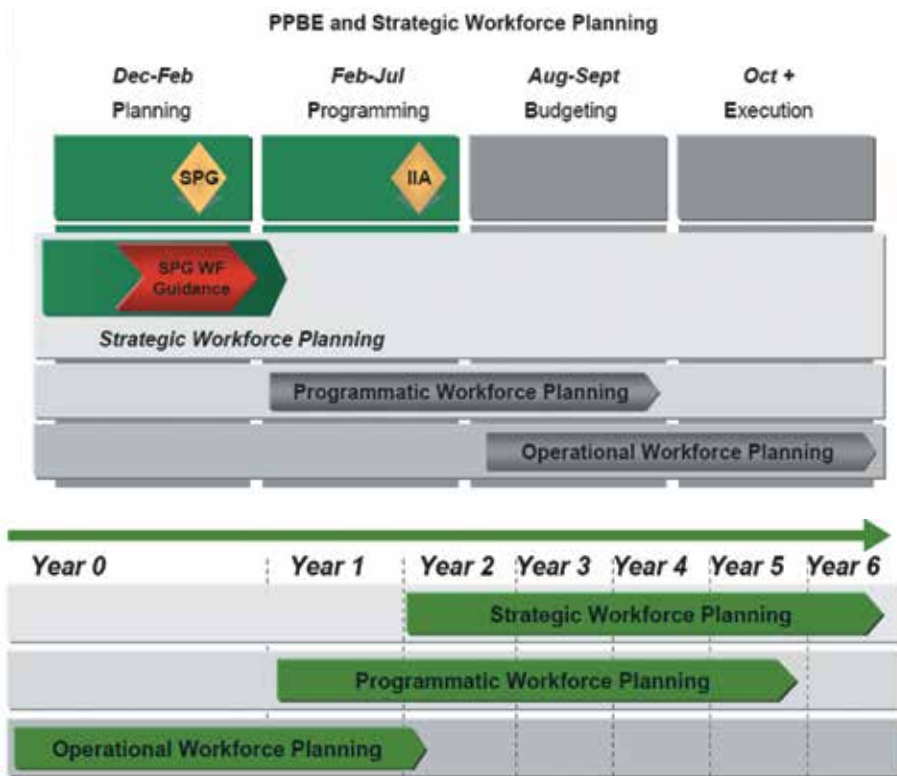 PPBE and Strategic Workforce Planning
Dec-Feb Feb-Jul Aug-Sept Oct +
Planning Programming Budgeting Execution
SPG IIA
SPG WF
Guidance
Strategic Workforce Planning
Programmatic Workforce Planning
Operational Workforce Planning
Year 0 Year 1 Year 2 Year 3 Year 4 Year 5 Year 6
Strategic Workforce Planning
Programmatic Workforce Planning
Operational Workforce Planning